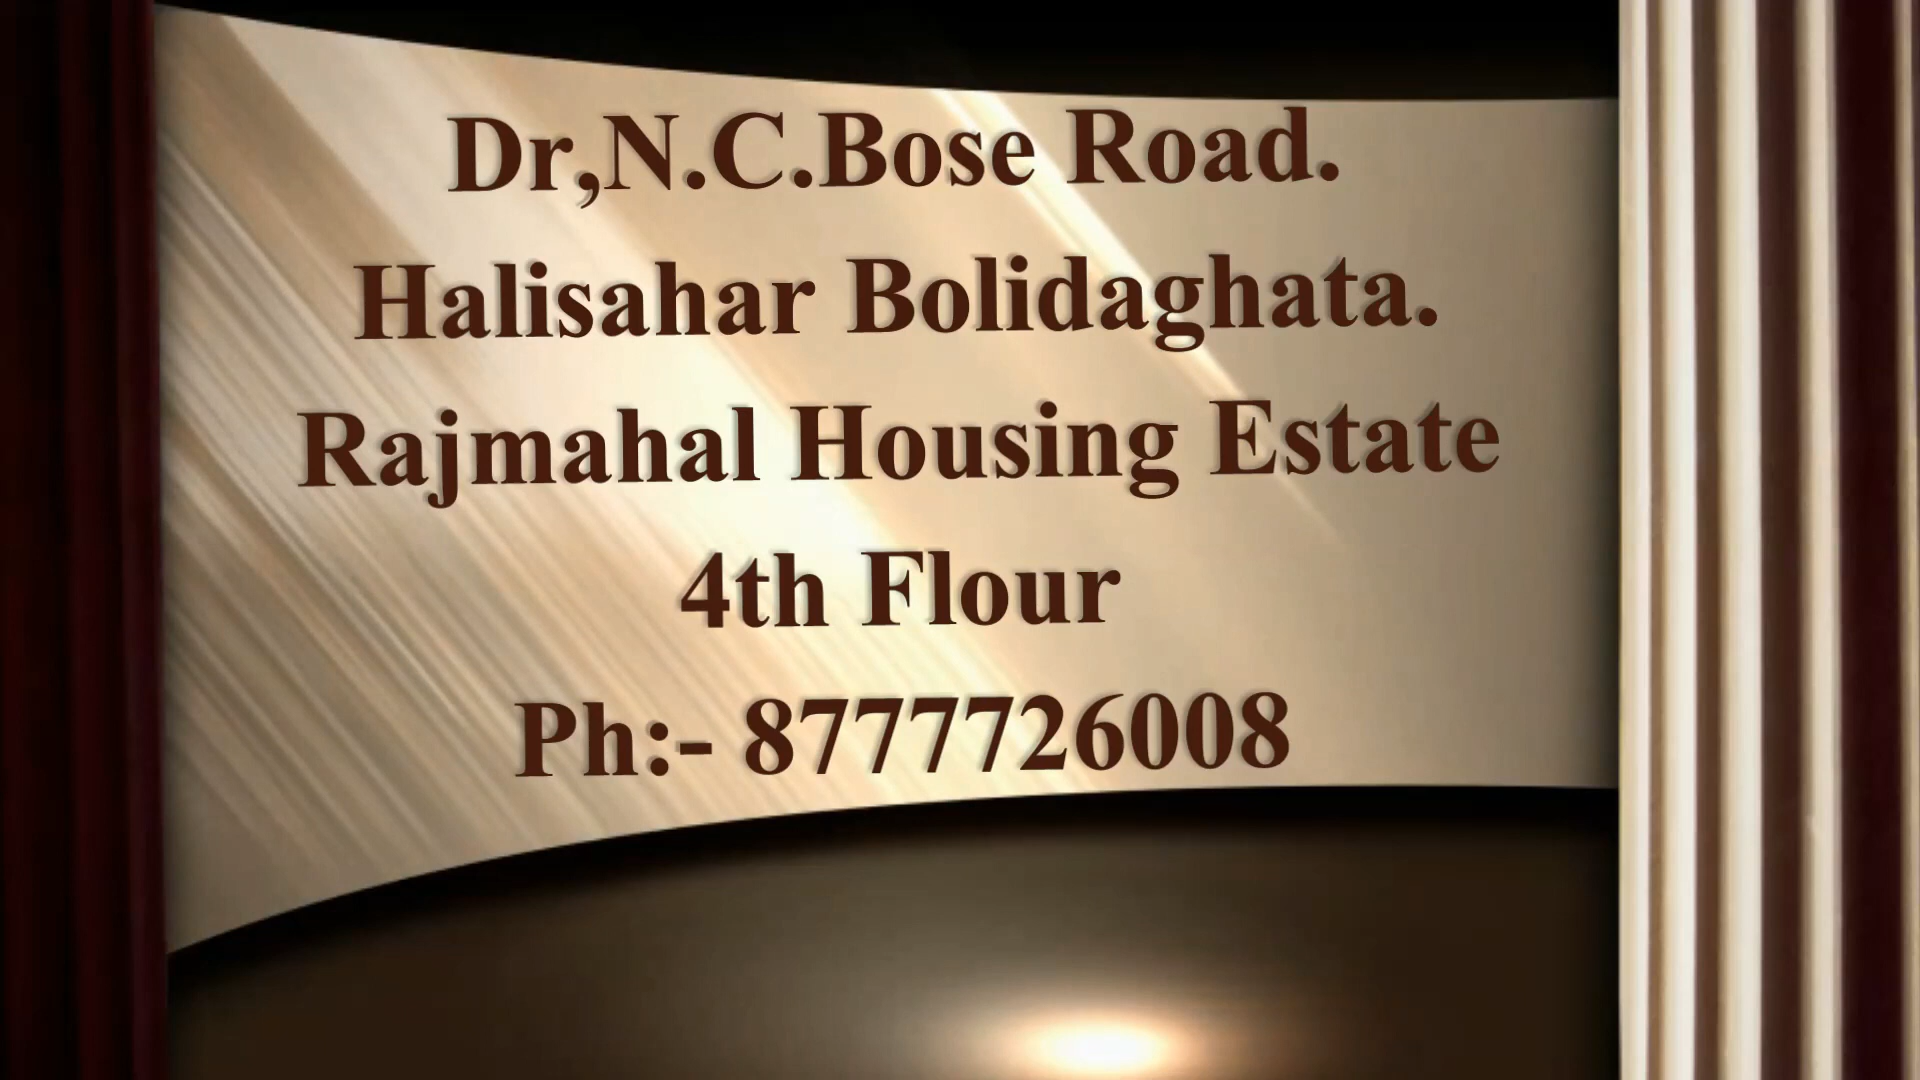 Dr,N.C.Bose Road.
Halisahar Bolidaghata.
Rajmahal Housing Estate
4th Flour
Ph:- 8777726008